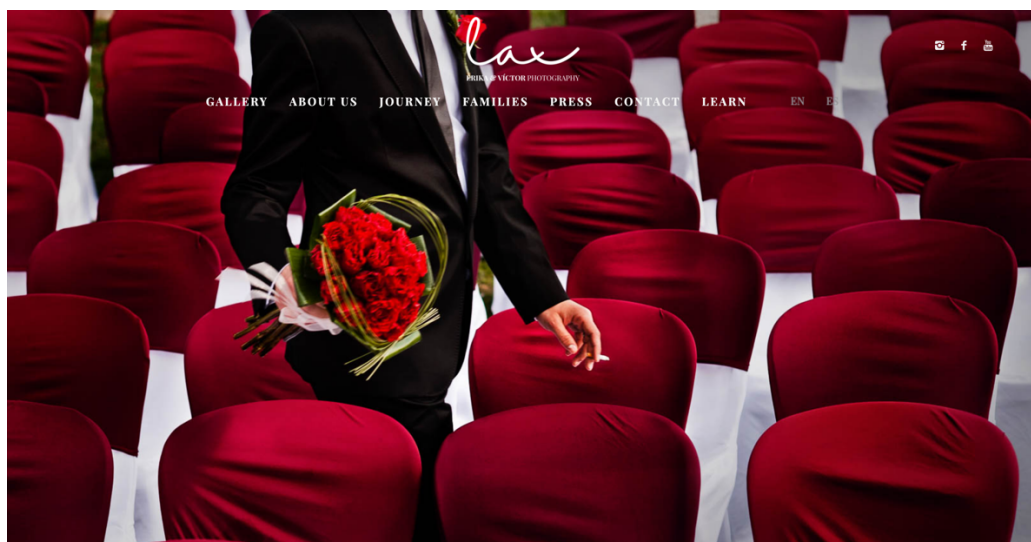 lax
ERIKA & VÍCTOR PHOTOGRAPHY
GALLERY ABOUT US JOURNEY FAMILIES PRESS CONTACT LEARN EN